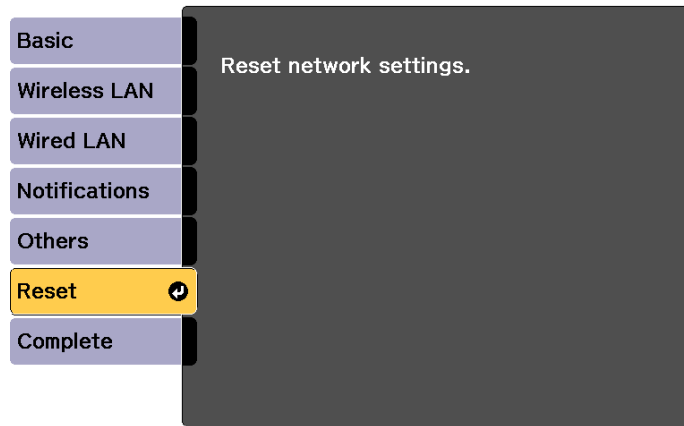 Basic
Wireless LAN
Wired LAN
Notifications
Others
Reset
Complete
Reset network settings.